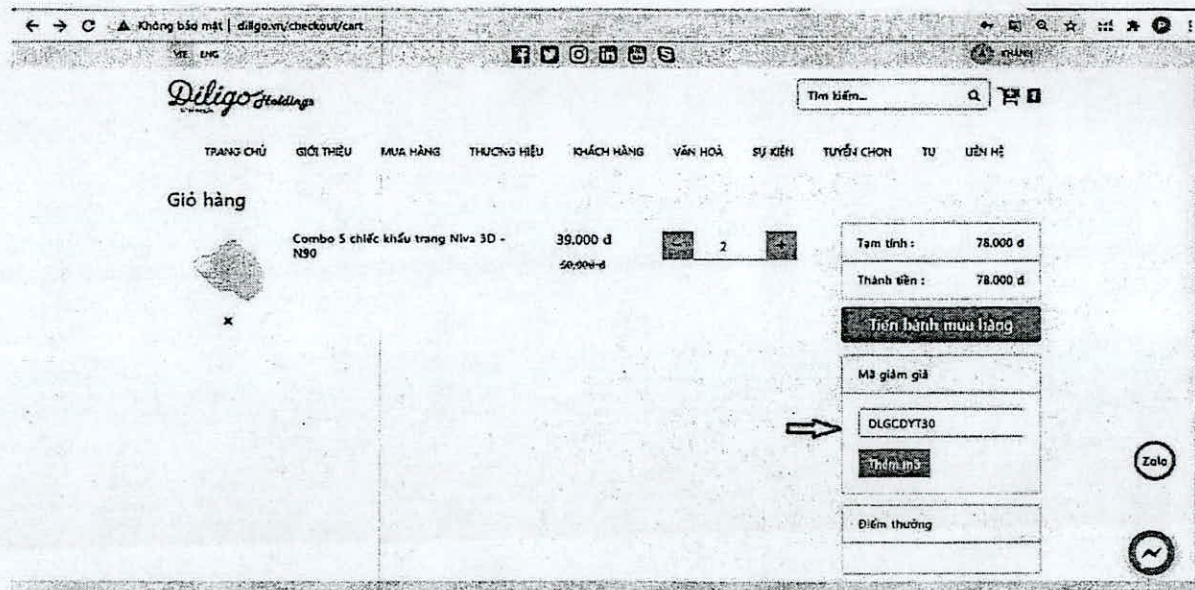 Không bảo mật | diligo.vn/checkout/cart
VIE ENG
KHÁNH
Diligo Holdings
Tìm kiếm...
TRANG CHỦ GIỚI THIỆU MUA HÀNG THƯƠNG HIỆU KHÁCH HÀNG VĂN HOÁ SỰ KIỆN TUYỂN CHỌN TỤ LIÊN HỆ
Giỏ hàng
Combo 5 chiếc khẩu trang Niva 3D -
N90
39.000 đ
50.000 đ
2
Tạm tính : 78.000 đ
Thành tiền : 78.000 đ
Tiến hành mua hàng
Mã giảm giá
DLGCDYT30
Thêm mã
Điểm thưởng
Zalo